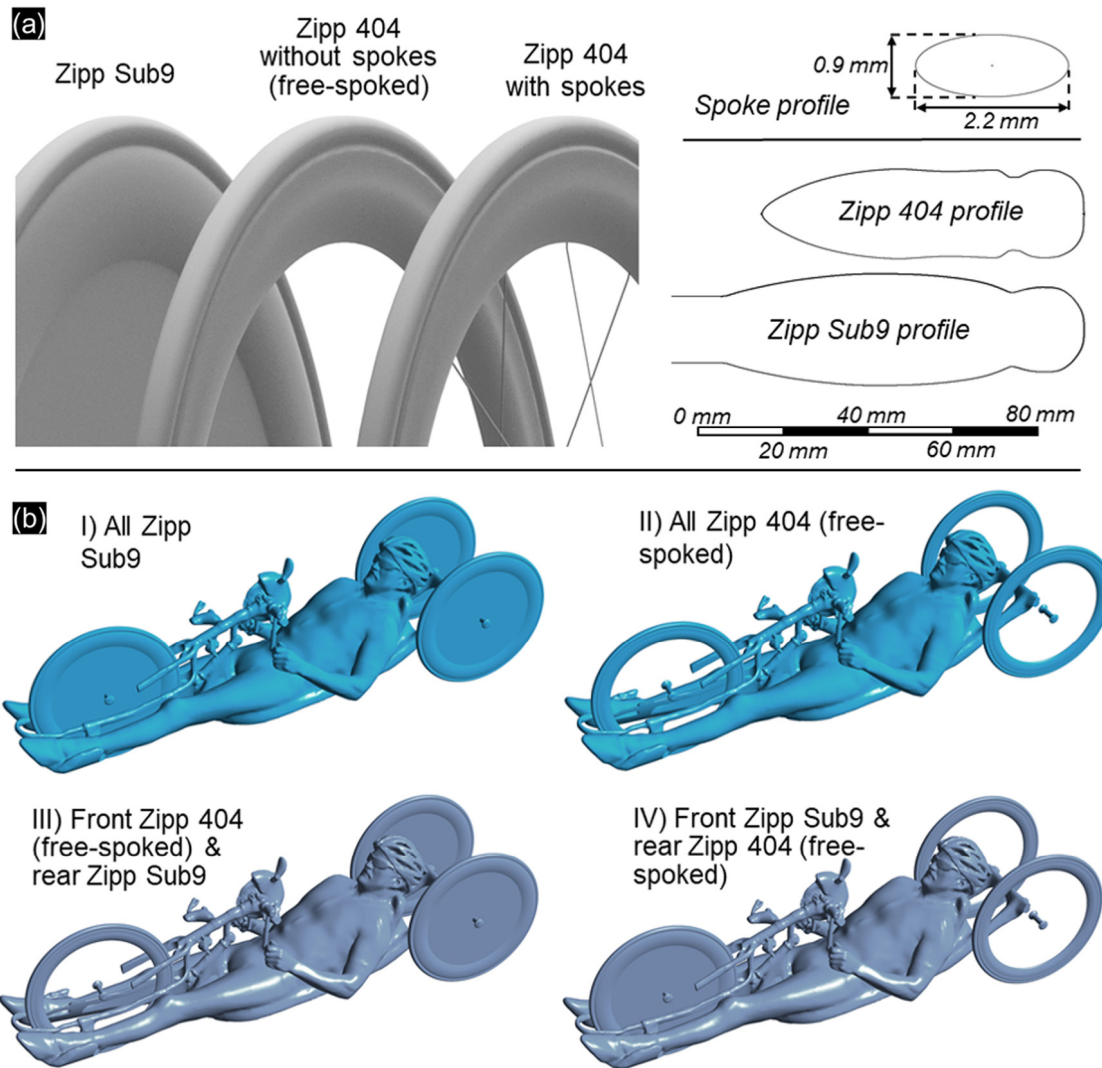 (a)
Zipp Sub9
Zipp 404
without spokes
(free-spoked)
Zipp 404
with spokes
0.9 mm
Spoke profile
2.2 mm
Zipp 404 profile
Zipp Sub9 profile
0 mm
40 mm
80 mm
20 mm
60 mm
(b)
I) All Zipp
Sub9
II) All Zipp 404 (free-
spoked)
III) Front Zipp 404
(free-spoked) &
rear Zipp Sub9
IV) Front Zipp Sub9 &
rear Zipp 404 (free-
spoked)